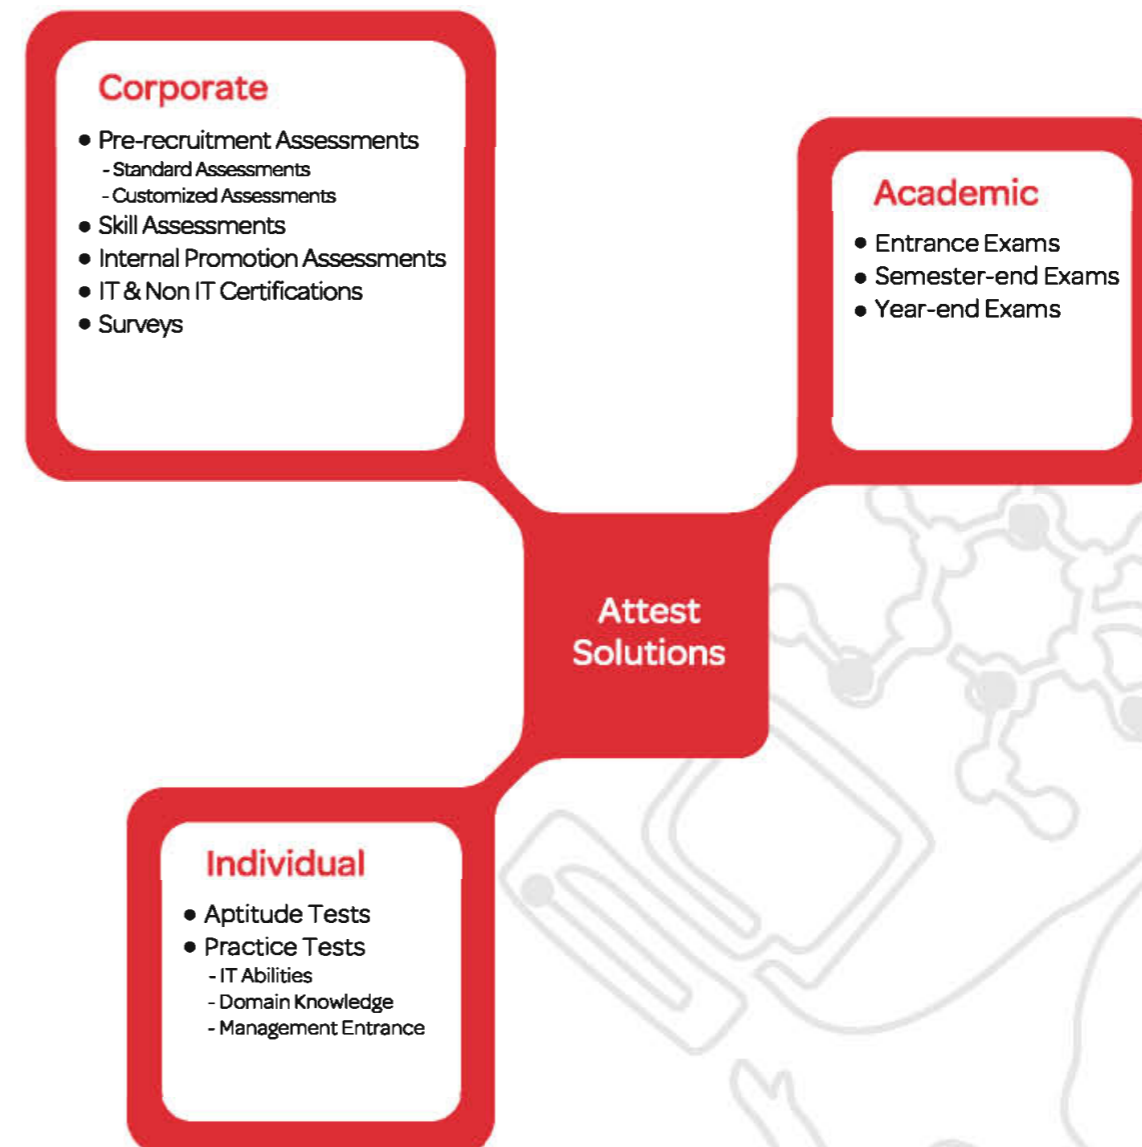 Corporate
● Pre-recruitment Assessments
- Standard Assessments
- Customized Assessments
● Skill Assessments
● Internal Promotion Assessments
● IT & Non IT Certifications
● Surveys
Academic
● Entrance Exams
● Semester-end Exams
● Year-end Exams
Attest
Solutions
Individual
● Aptitude Tests
● Practice Tests
- IT Abilities
- Domain Knowledge
- Management Entrance